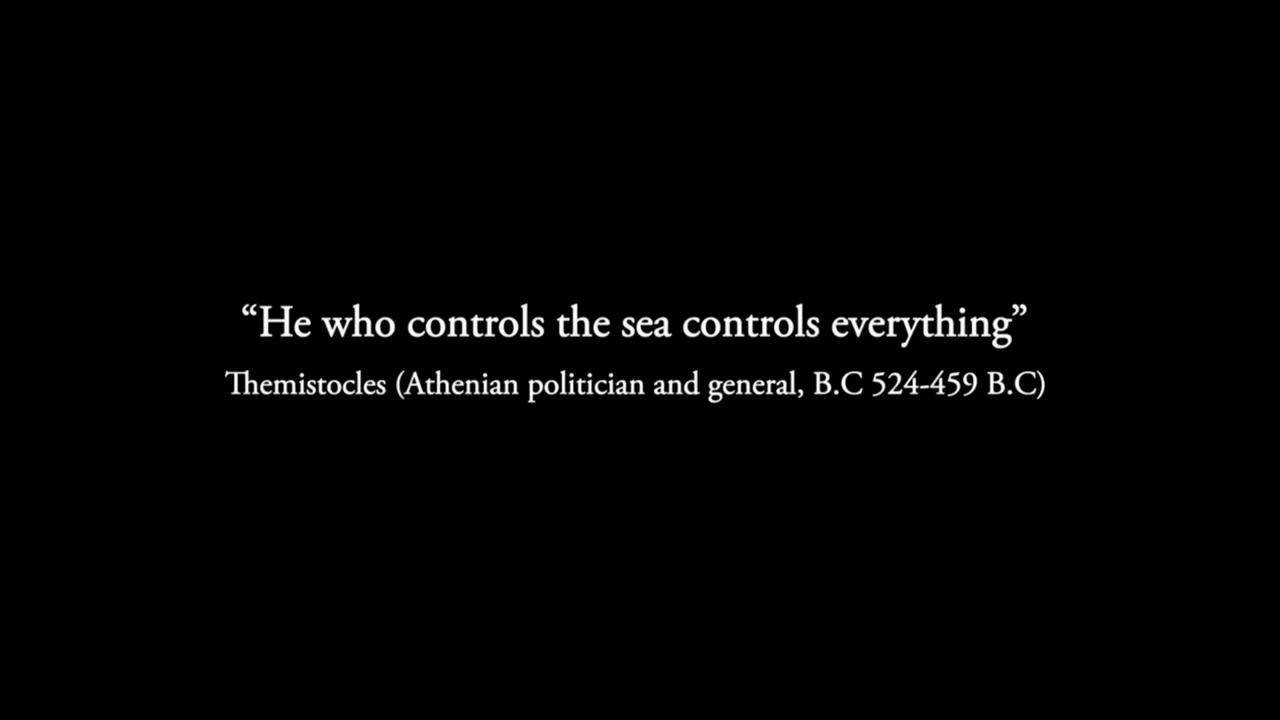 “He who controls the sea controls everything”
Themistocles (Athenian politician and general, B.C 524-459 B.C)